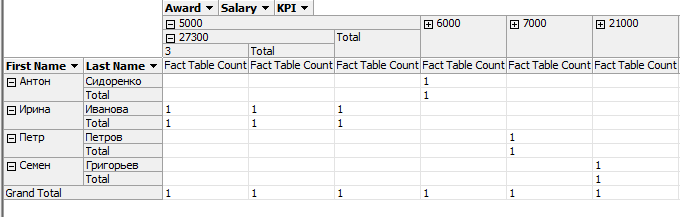 Award Salary KPI
5000 6000 7000 21000
27300 Total
3 Total
First Name Last Name Fact Table Count Fact Table Count Fact Table Count Fact Table Count Fact Table Count Fact Table Count
Антон Сидоренко 1
Total 1
Ирина Иванова 1 1 1
Total 1 1 1
Петр Петров 1
Total 1
Семен Григорьев 1
Total 1
Grand Total 1 1 1 1 1 1